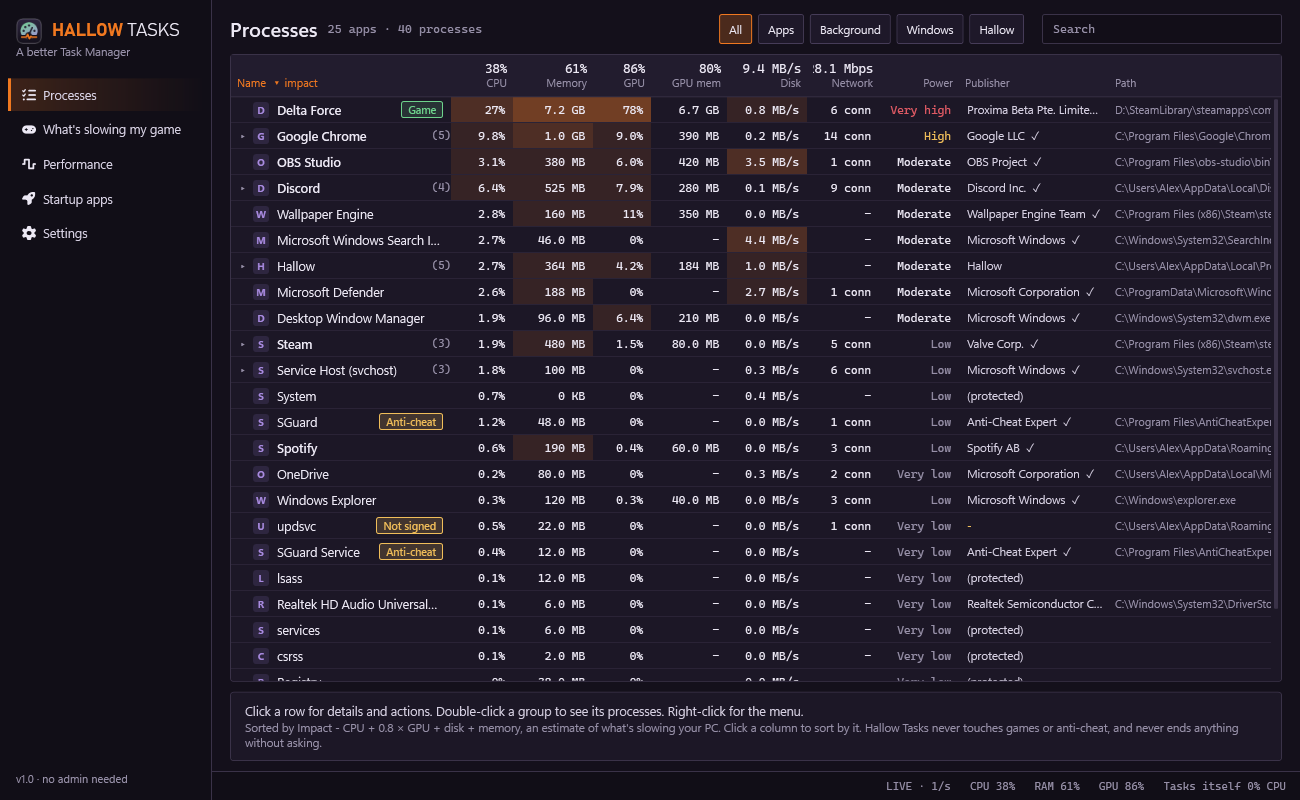 HALLOW TASKS
A better Task Manager
Processes
What's slowing my game
Performance
Startup apps
Settings
v1.0 · no admin needed
Processes 25 apps · 40 processes
All Apps Background Windows Hallow Search
38% 61% 86% 80% 9.4 MB/s 8.1 Mbps
Name ▾ impact CPU Memory GPU GPU mem Disk Network Power Publisher Path
D Delta Force Game 27% 7.2 GB 78% 6.7 GB 0.8 MB/s 6 conn Very high Proxima Beta Pte. Limite... D:\SteamLibrary\steamapps\com
▸ G Google Chrome (5) 9.8% 1.0 GB 9.0% 390 MB 0.2 MB/s 14 conn High Google LLC ✓ C:\Program Files\Google\Chrom
O OBS Studio 3.1% 380 MB 6.0% 420 MB 3.5 MB/s 1 conn Moderate OBS Project ✓ C:\Program Files\obs-studio\bin\
▸ D Discord (4) 6.4% 525 MB 7.9% 280 MB 0.1 MB/s 9 conn Moderate Discord Inc. ✓ C:\Users\Alex\AppData\Local\Di
W Wallpaper Engine 2.8% 160 MB 11% 350 MB 0.0 MB/s – Moderate Wallpaper Engine Team ✓ C:\Program Files (x86)\Steam\ste
M Microsoft Windows Search I... 2.7% 46.0 MB 0% – 4.4 MB/s – Moderate Microsoft Windows ✓ C:\Windows\System32\SearchIn
▸ H Hallow (5) 2.7% 364 MB 4.2% 184 MB 1.0 MB/s – Moderate Hallow C:\Users\Alex\AppData\Local\Pr
M Microsoft Defender 2.6% 188 MB 0% – 2.7 MB/s 1 conn Moderate Microsoft Corporation ✓ C:\ProgramData\Microsoft\Winc
D Desktop Window Manager 1.9% 96.0 MB 6.4% 210 MB 0.0 MB/s – Moderate Microsoft Windows ✓ C:\Windows\System32\dwm.exe
▸ S Steam (3) 1.9% 480 MB 1.5% 80.0 MB 0.0 MB/s 5 conn Low Valve Corp. ✓ C:\Program Files (x86)\Steam\ste
▸ S Service Host (svchost) (3) 1.8% 100 MB 0% – 0.3 MB/s 6 conn Low Microsoft Windows ✓ C:\Windows\System32\svchost.e
S System 0.7% 0 KB 0% – 0.4 MB/s – Low (protected)
S SGuard Anti-cheat 1.2% 48.0 MB 0% – 0.0 MB/s 1 conn Low Anti-Cheat Expert ✓ C:\Program Files\AntiCheatExpe
S Spotify 0.6% 190 MB 0.4% 60.0 MB 0.0 MB/s 3 conn Low Spotify AB ✓ C:\Users\Alex\AppData\Roaming
O OneDrive 0.2% 80.0 MB 0% – 0.3 MB/s 2 conn Very low Microsoft Corporation ✓ C:\Users\Alex\AppData\Local\Mi
W Windows Explorer 0.3% 120 MB 0.3% 40.0 MB 0.0 MB/s 3 conn Low Microsoft Windows ✓ C:\Windows\explorer.exe
U updsvc Not signed 0.5% 22.0 MB 0% – 0.0 MB/s 1 conn Very low - C:\Users\Alex\AppData\Roaming
S SGuard Service Anti-cheat 0.4% 12.0 MB 0% – 0.0 MB/s – Very low Anti-Cheat Expert ✓ C:\Program Files\AntiCheatExpe
L lsass 0.1% 12.0 MB 0% – 0.0 MB/s – Very low (protected)
R Realtek HD Audio Universal... 0.1% 6.0 MB 0% – 0.0 MB/s – Very low Realtek Semiconductor C... C:\Windows\System32\DriverSto
S services 0.1% 6.0 MB 0% – 0.0 MB/s – Very low (protected)
C csrss 0.1% 2.0 MB 0% – 0.0 MB/s – Very low (protected)
Click a row for details and actions. Double-click a group to see its processes. Right-click for the menu.
Sorted by Impact - CPU + 0.8 × GPU + disk + memory, an estimate of what's slowing your PC. Click a column to sort by it. Hallow Tasks never touches games or anti-cheat, and never ends anything
without asking.
LIVE · 1/s CPU 38% RAM 61% GPU 86% Tasks itself 0% CPU